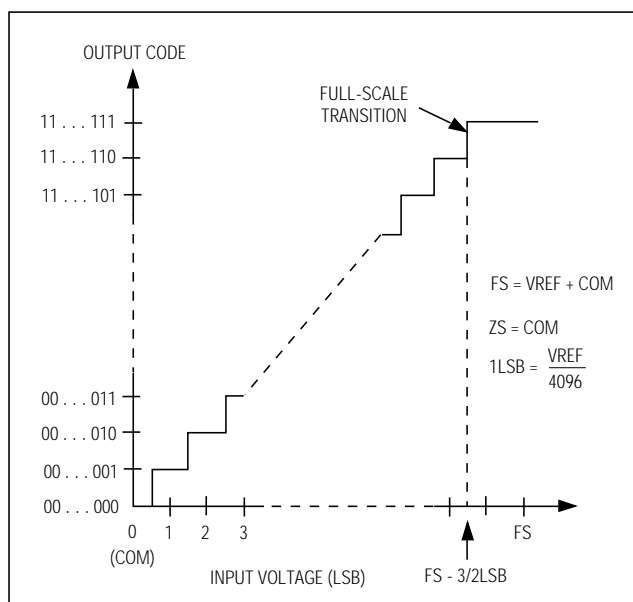 OUTPUT CODE
FULL-SCALE
TRANSITION
11 . . . 111
11 . . . 110
11 . . . 101
FS = VREF + COM
ZS = COM
1LSB = VREF
4096
00 . . . 011
00 . . . 010
00 . . . 001
00 . . . 000
0 1 2 3 FS
(COM)
INPUT VOLTAGE (LSB)
FS - 3/2LSB